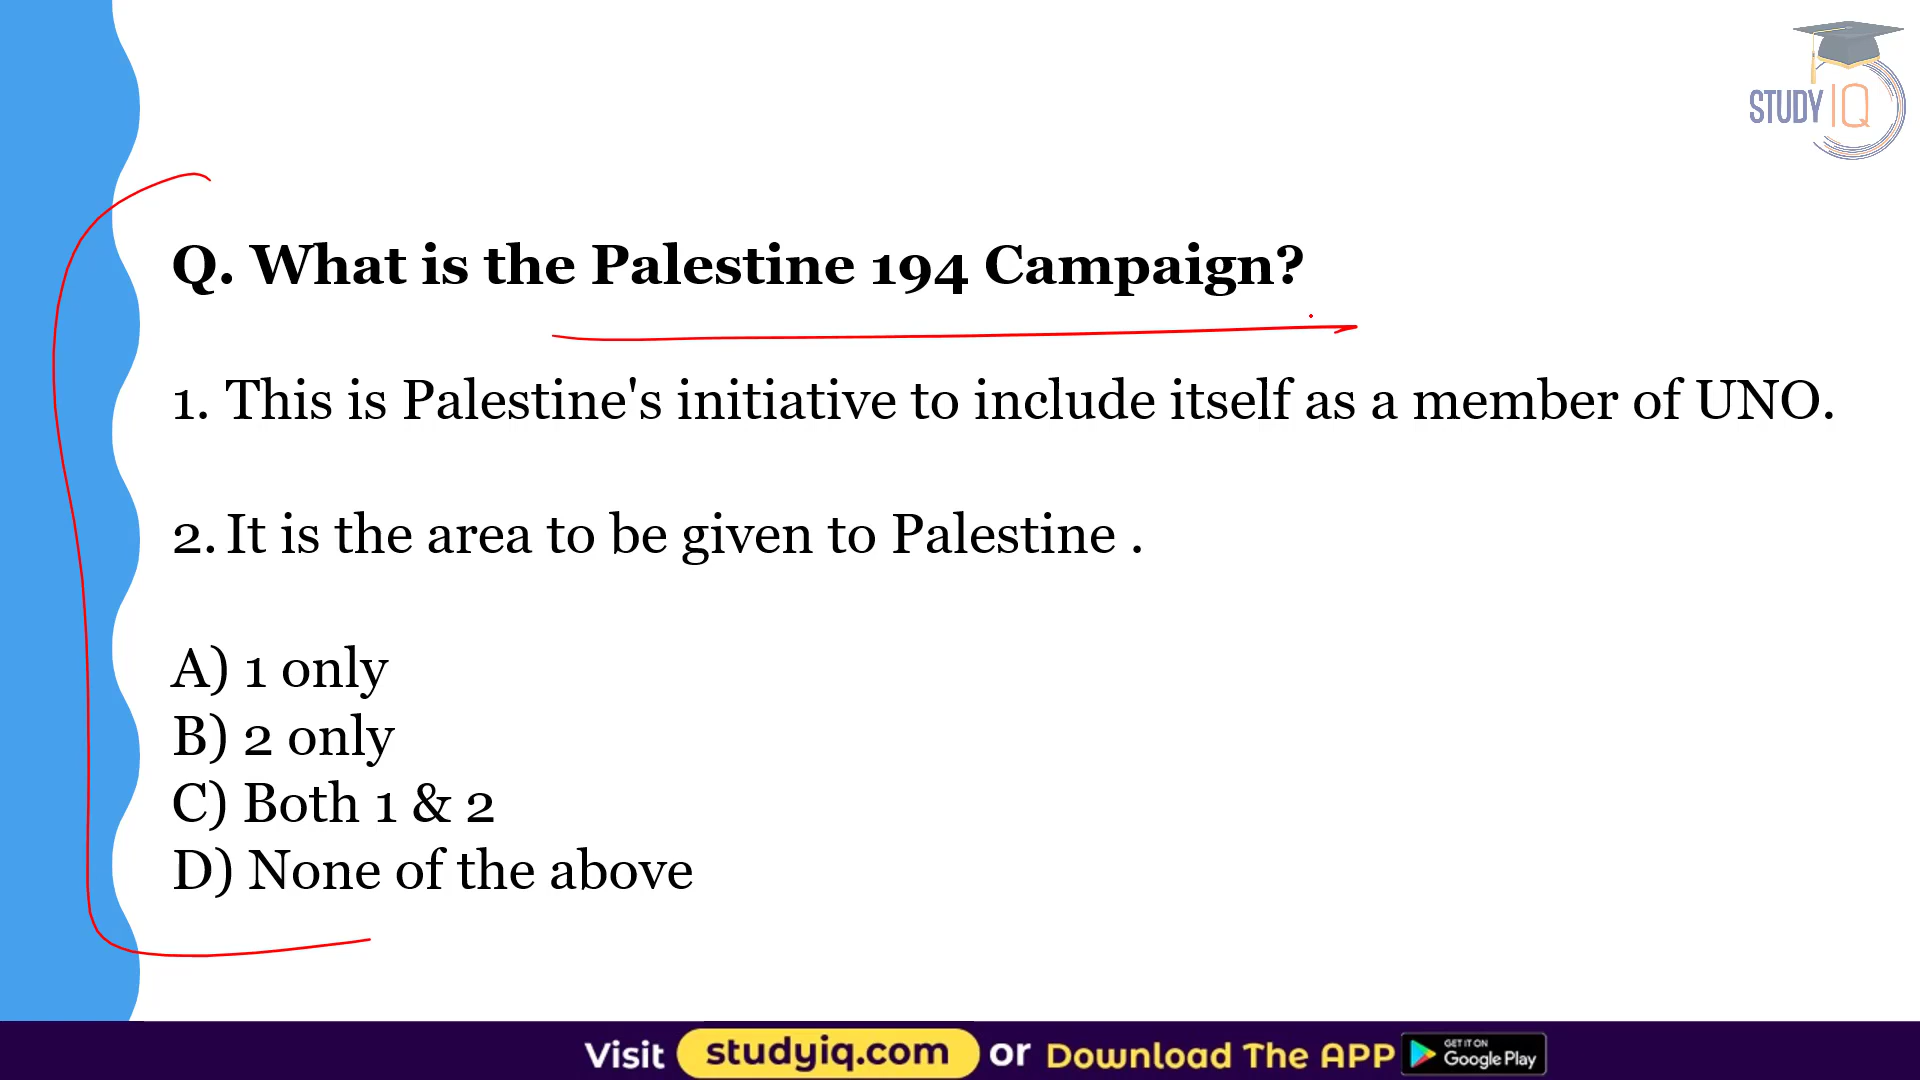 STUDY IQ
Q. What is the Palestine 194 Campaign?
1. This is Palestine's initiative to include itself as a member of UNO.
2. It is the area to be given to Palestine .
A) 1 only
B) 2 only
C) Both 1 & 2
D) None of the above
Visit studyiq.com or Download The APP GET IT ON Google Play